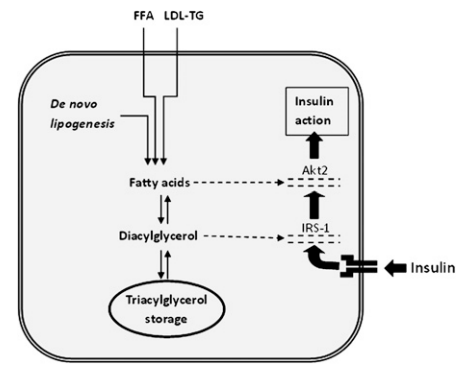 FFA LDL-TG
De novo
lipogenesis
Insulin
action
Akt2
Fatty acids
IRS-1
Diacylglycerol
Insulin
Triacylglycerol
storage